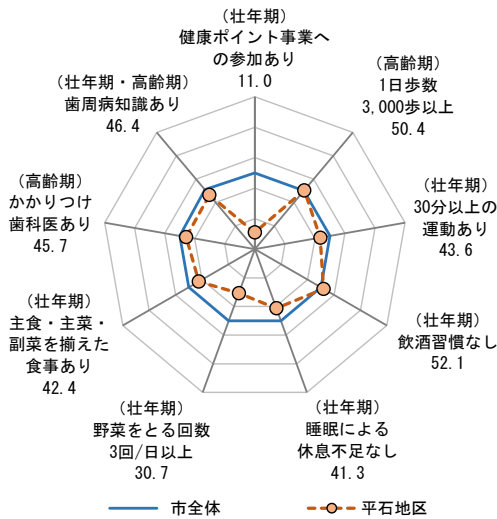 （壮年期）
健康ポイント事業へ
の参加あり
11.0
（高齢期）
1日歩数
3,000歩以上
50.4
（壮年期）
30分以上の
運動あり
43.6
（壮年期）
飲酒習慣なし
52.1
（壮年期）
睡眠による
休息不足なし
41.3
（壮年期）
野菜をとる回数
3回/日以上
30.7
（壮年期）
主食・主菜・
副菜を揃えた
食事あり
42.4
（高齢期）
かかりつけ
歯科医あり
45.7
（壮年期・高齢期）
歯周病知識あり
46.4
市全体
平石地区